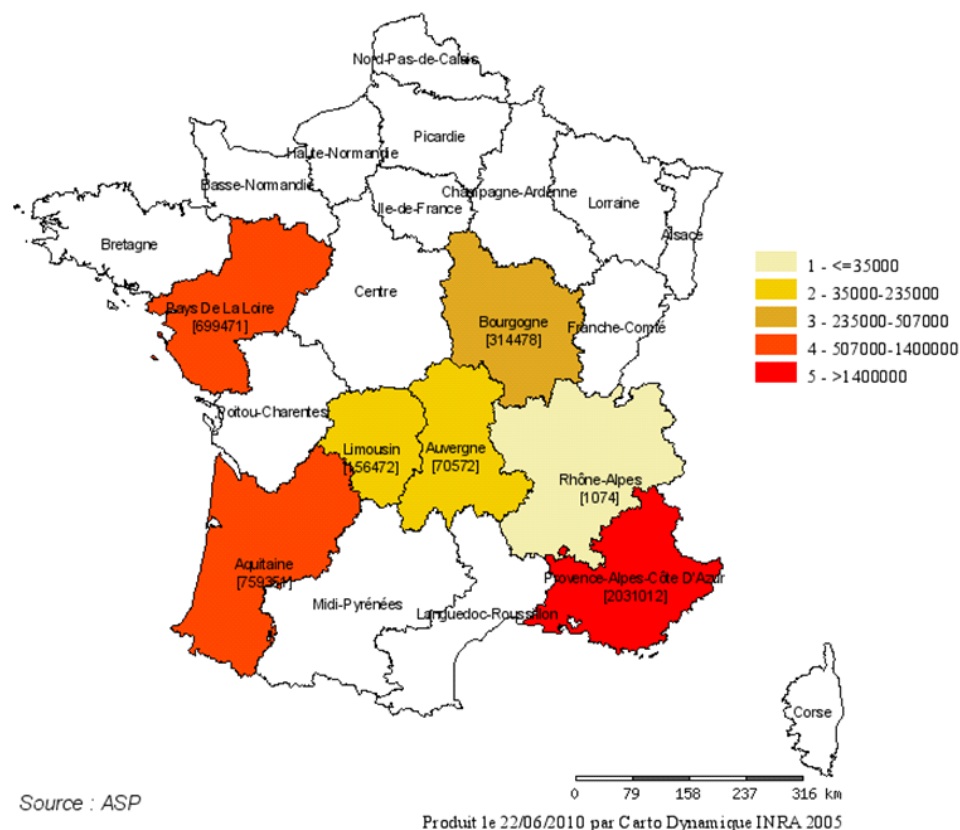 Nord-Pas-de-Calais
Picardie
Haute-Normandie
Basse-Normandie
Champagne-Ardenne
Ile-de-France
Lorraine
Alsace
Bretagne
Pays De La Loire
[699471]
Centre
Bourgogne
[314478]
Franche-Comté
1 - <=35000
2 - 35000-235000
3 - 235000-507000
4 - 507000-1400000
5 - >1400000
Poitou-Charentes
Limousin
[156472]
Auvergne
[70572]
Rhône-Alpes
[1074]
Aquitaine
[759351]
Provence-Alpes-Côte D'Azur
[2031012]
Midi-Pyrénées
Languedoc-Roussillon
Corse
0 79 158 237 316 km
Source : ASP
Produit le 22/06/2010 par Carto Dynamique INRA 2005